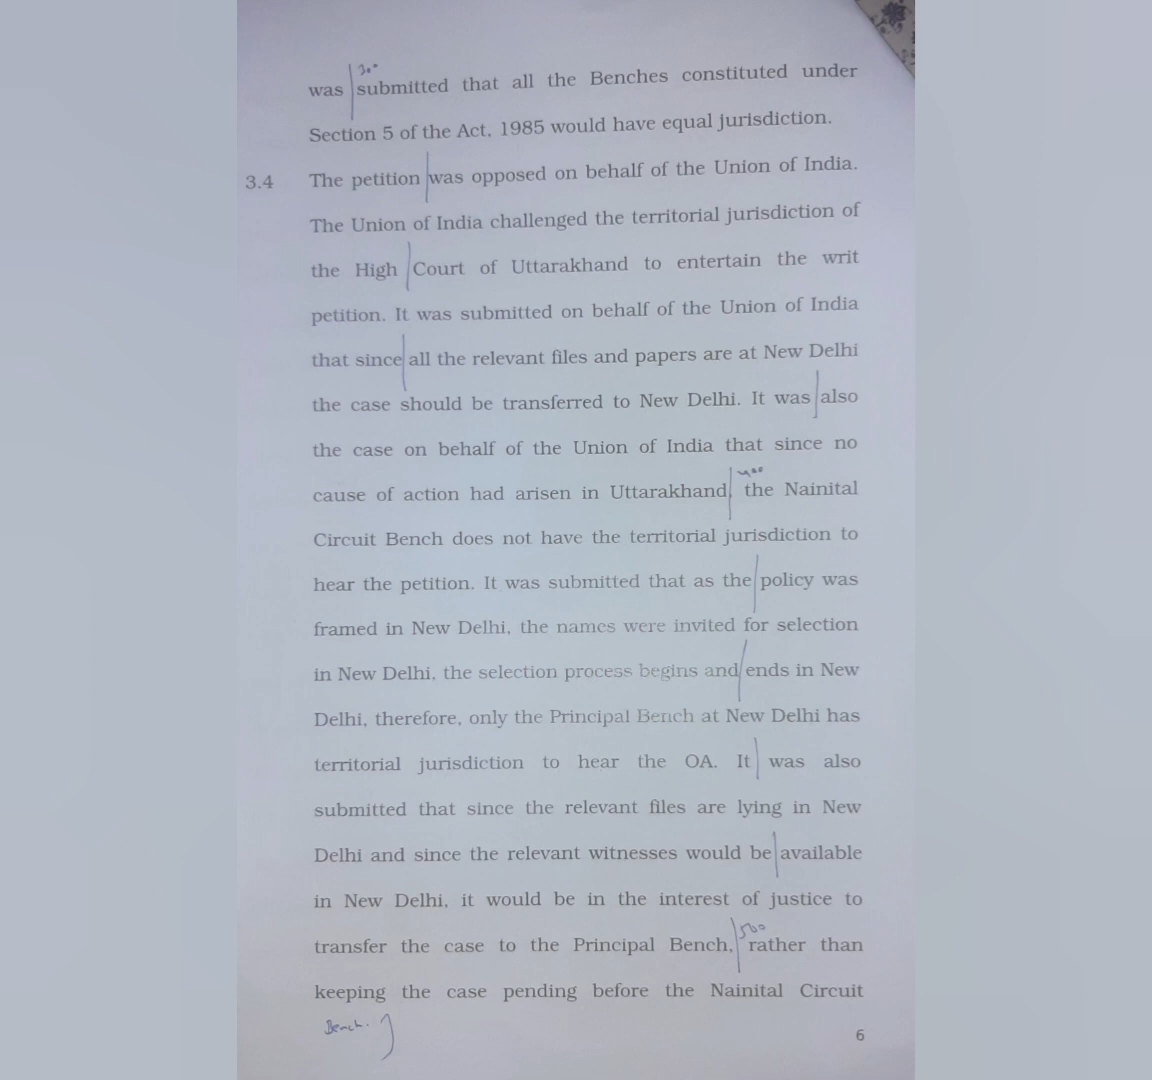 300
was submitted that all the Benches constituted under
Section 5 of the Act, 1985 would have equal jurisdiction.
3.4 The petition was opposed on behalf of the Union of India.
The Union of India challenged the territorial jurisdiction of
the High Court of Uttarakhand to entertain the writ
petition. It was submitted on behalf of the Union of India
that since all the relevant files and papers are at New Delhi
the case should be transferred to New Delhi. It was also
the case on behalf of the Union of India that since no
400
cause of action had arisen in Uttarakhand, the Nainital
Circuit Bench does not have the territorial jurisdiction to
hear the petition. It was submitted that as the policy was
framed in New Delhi, the names were invited for selection
in New Delhi, the selection process begins and ends in New
Delhi, therefore, only the Principal Bench at New Delhi has
territorial jurisdiction to hear the OA. It was also
submitted that since the relevant files are lying in New
Delhi and since the relevant witnesses would be available
in New Delhi, it would be in the interest of justice to
500
transfer the case to the Principal Bench, rather than
keeping the case pending before the Nainital Circuit
Bench.
6